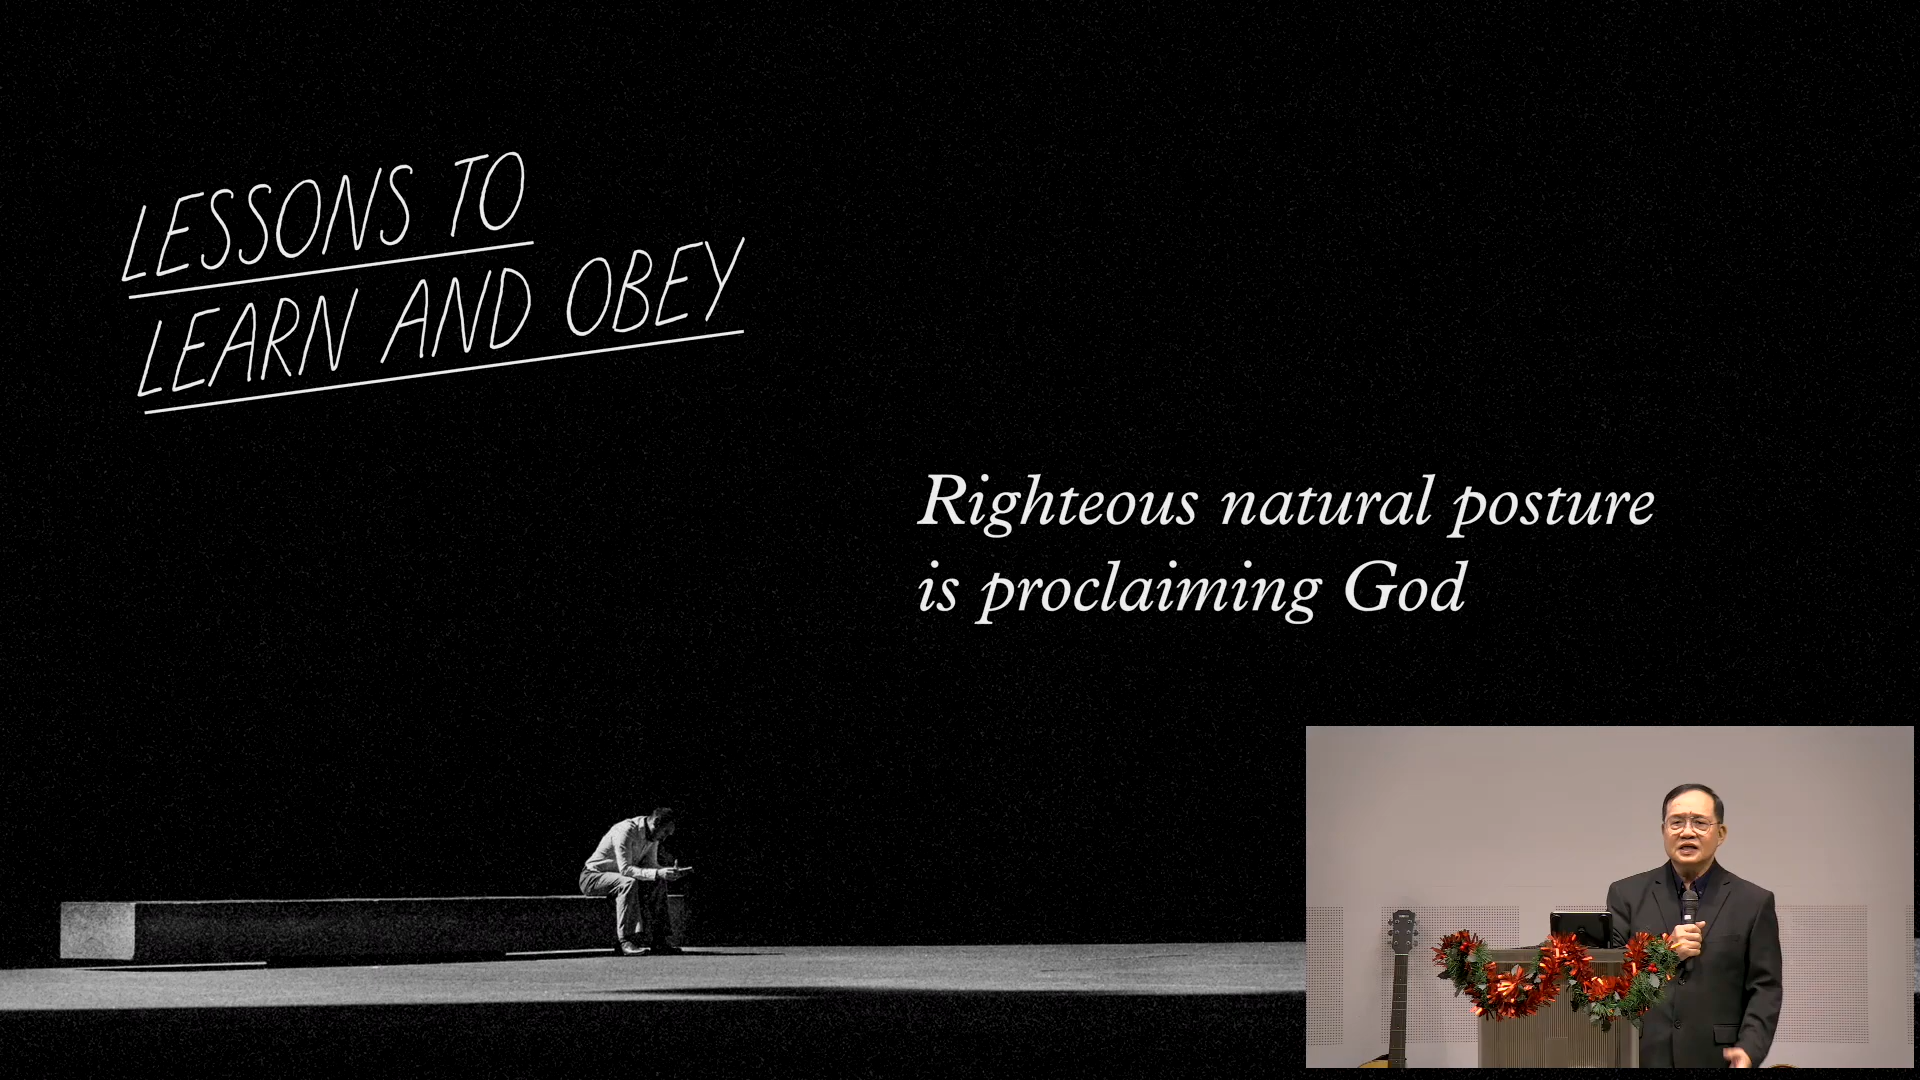 LESSONS TO
LEARN AND OBEY
Righteous natural posture
is proclaiming God